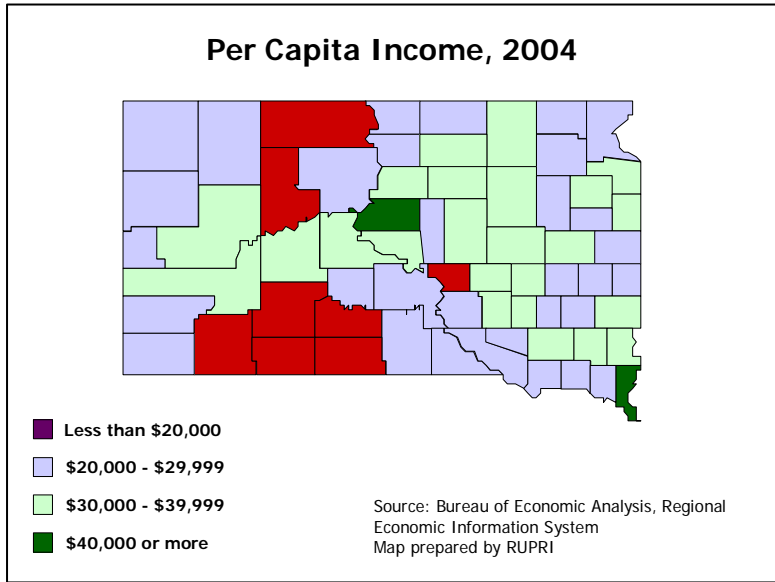 Per Capita Income, 2004
Less than $20,000
$20,000 - $29,999
$30,000 - $39,999
$40,000 or more
Source: Bureau of Economic Analysis, Regional
Economic Information System
Map prepared by RUPRI